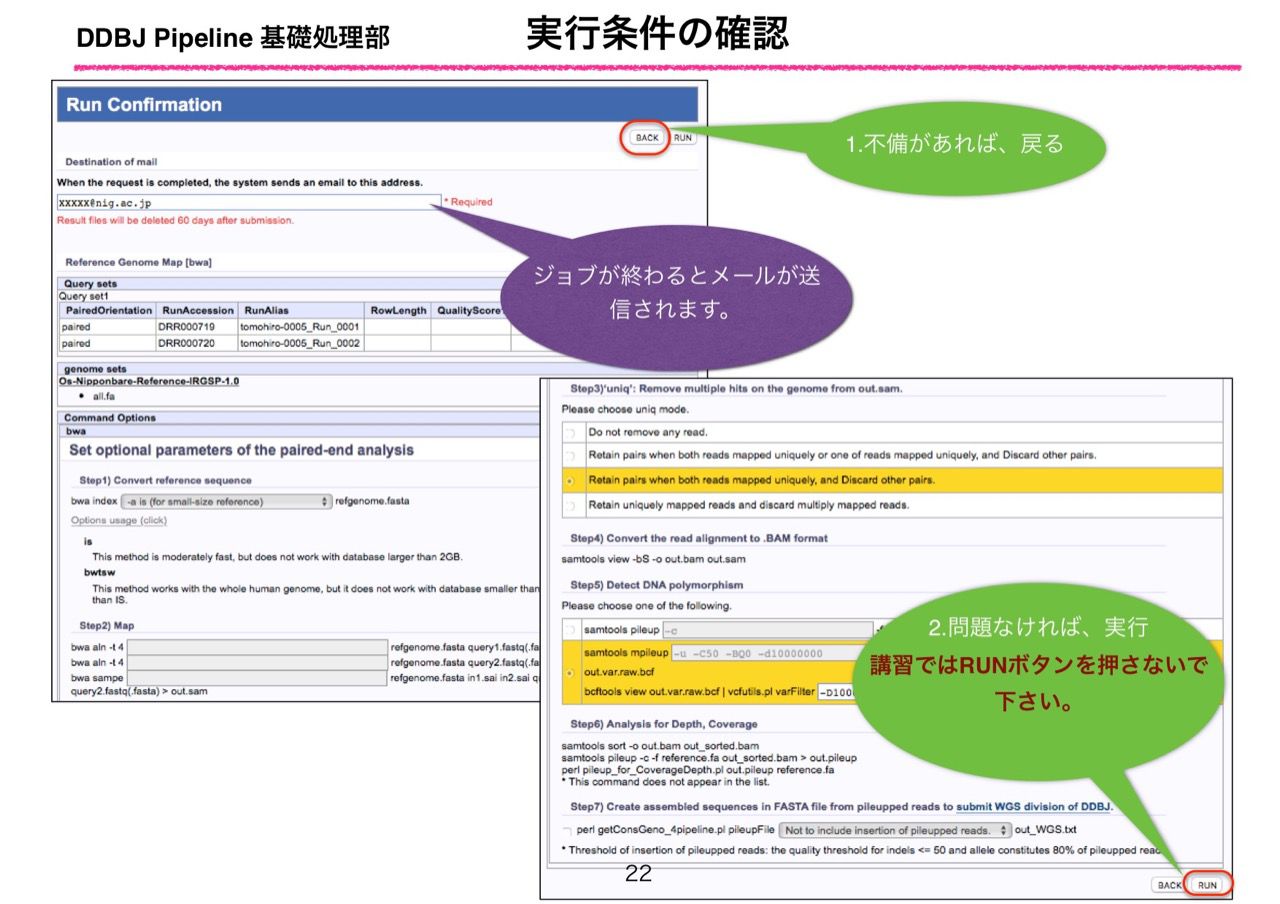 DDBJ Pipeline 基礎処理部
実行条件の確認
Run Confirmation
BACK RUN
1.不備があれば、戻る
Destination of mail
When the request is completed, the system sends an email to this address.
xxxxx@nig.ac.jp * Required
Result files will be deleted 60 days after submission.
ジョブが終わるとメールが送
信されます。
Reference Genome Map [bwa]
Query sets
Query set1
PairedOrientation RunAccession RunAlias RowLength QualityScore
paired DRR000719 tomohiro-0005_Run_0001
paired DRR000720 tomohiro-0005_Run_0002
genome sets
Os-Nipponbare-Reference-IRGSP-1.0
• all.fa
Command Options
bwa
Set optional parameters of the paired-end analysis
Step1) Convert reference sequence
bwa index -a is (for small-size reference) refgenome.fasta
Options usage (click)
is
This method is moderately fast, but does not work with database larger than 2GB.
bwtsw
This method works with the whole human genome, but it does not work with database smaller than
than IS.
Step2) Map
bwa aln -t 4 refgenome.fasta query1.fastq(.fa
bwa aln -t 4 refgenome.fasta query2.fastq(.fa
bwa sampe refgenome.fasta in1.sai in2.sai q
query2.fastq(.fasta) > out.sam
Step3)'uniq': Remove multiple hits on the genome from out.sam.
Please choose uniq mode.
Do not remove any read.
Retain pairs when both reads mapped uniquely or one of reads mapped uniquely, and Discard other pairs.
Retain pairs when both reads mapped uniquely, and Discard other pairs.
Retain uniquely mapped reads and discard multiply mapped reads.
Step4) Convert the read alignment to .BAM format
samtools view -bS -o out.bam out.sam
Step5) Detect DNA polymorphism
Please choose one of the following.
samtools pileup -c
samtools mpileup -u -C50 -BQ0 -d10000000
out.var.raw.bcf
bcftools view out.var.raw.bcf | vcfutils.pl varFilter -D100
2.問題なければ、実行
講習ではRUNボタンを押さないで
下さい。
Step6) Analysis for Depth, Coverage
samtools sort -o out.bam out_sorted.bam
samtools pileup -c -f reference.fa out_sorted.bam > out.pileup
perl pileup_for_CoverageDepth.pl out.pileup reference.fa
* This command does not appear in the list.
Step7) Create assembled sequences in FASTA file from pileupped reads to submit WGS division of DDBJ.
perl getConsGeno_4pipeline.pl pileupFile Not to include insertion of pileupped reads. out_WGS.txt
* Threshold of insertion of pileupped reads: the quality threshold for indels <= 50 and allele constitutes 80% of pileupped read
22
BACK RUN